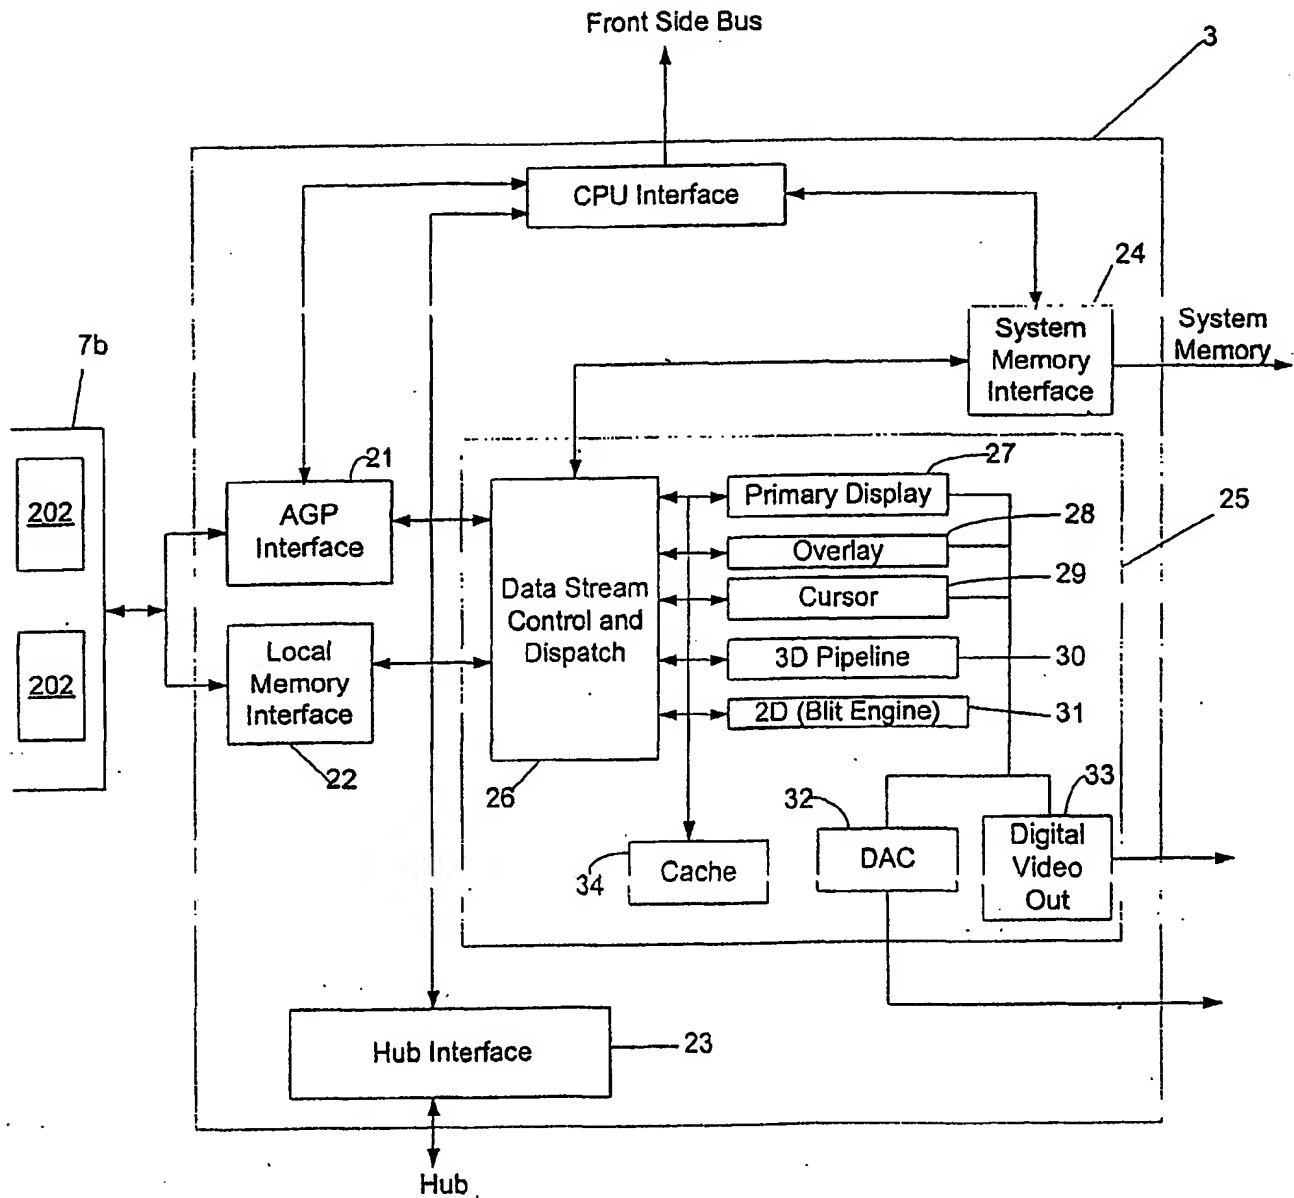 Front Side Bus
3
CPU Interface
24
System
Memory
Interface
System
Memory
7b
202
202
21
AGP
Interface
Local
Memory
Interface
22
Data Stream
Control and
Dispatch
26
27
Primary Display
28
Overlay
29
Cursor
3D Pipeline
30
2D (Blit Engine)
31
25
32
DAC
33
Digital
Video
Out
34
Cache
Hub Interface
23
Hub